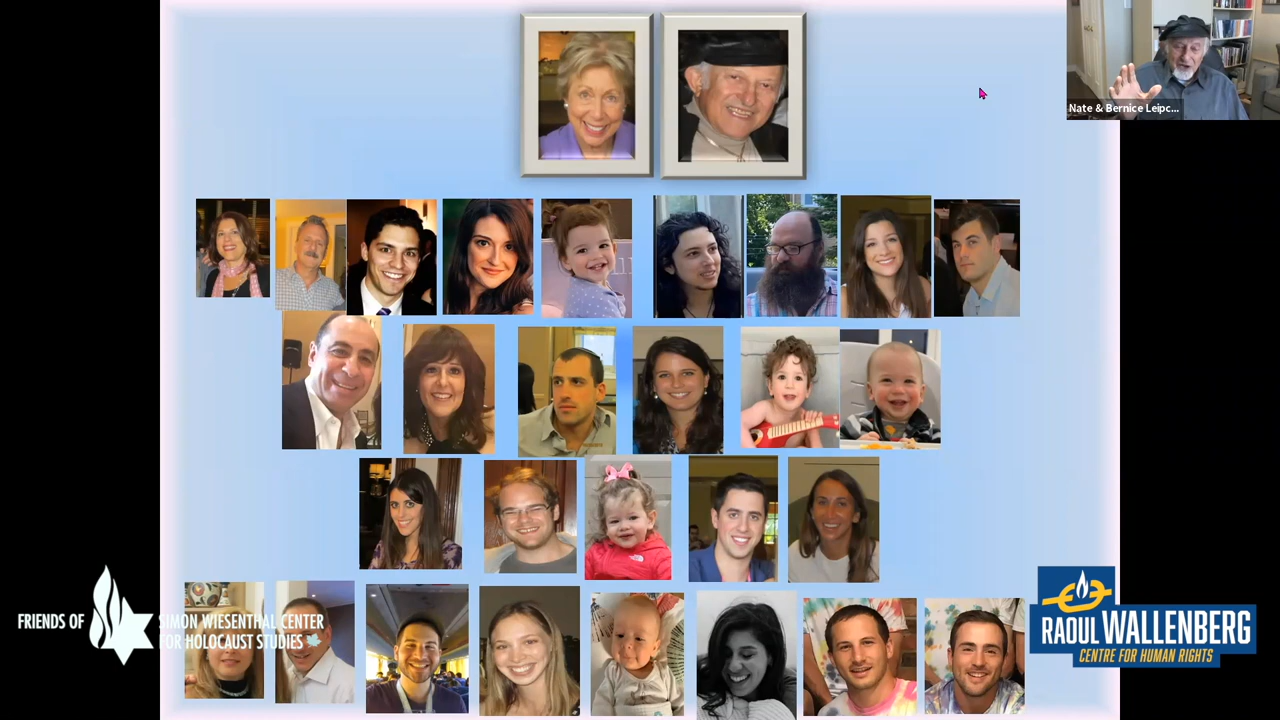 Nate & Bernice Leipc...
FRIENDS OF
SIMON WIESENTHAL CENTER
FOR HOLOCAUST STUDIES
RAOUL WALLENBERG
CENTRE FOR HUMAN RIGHTS